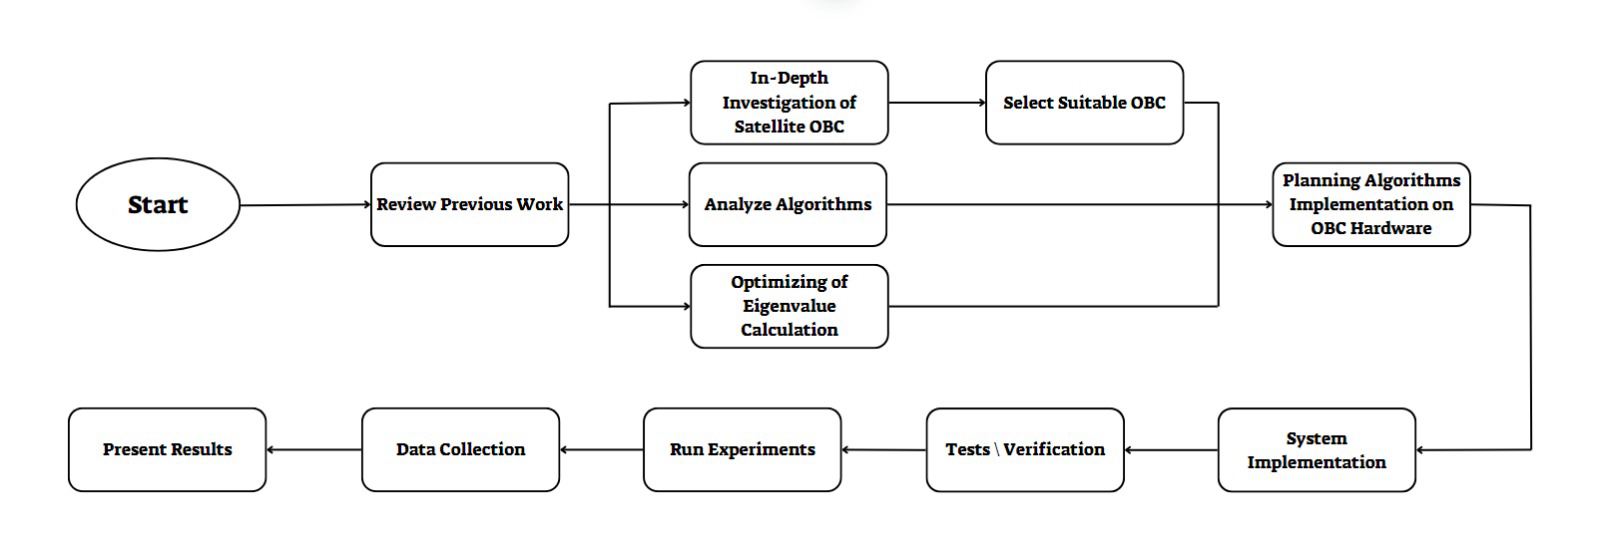 Start
Review Previous Work
In-Depth
Investigation of
Satellite OBC
Select Suitable OBC
Analyze Algorithms
Optimizing of
Eigenvalue
Calculation
Planning Algorithms
Implementation on
OBC Hardware
System
Implementation
Tests \ Verification
Run Experiments
Data Collection
Present Results